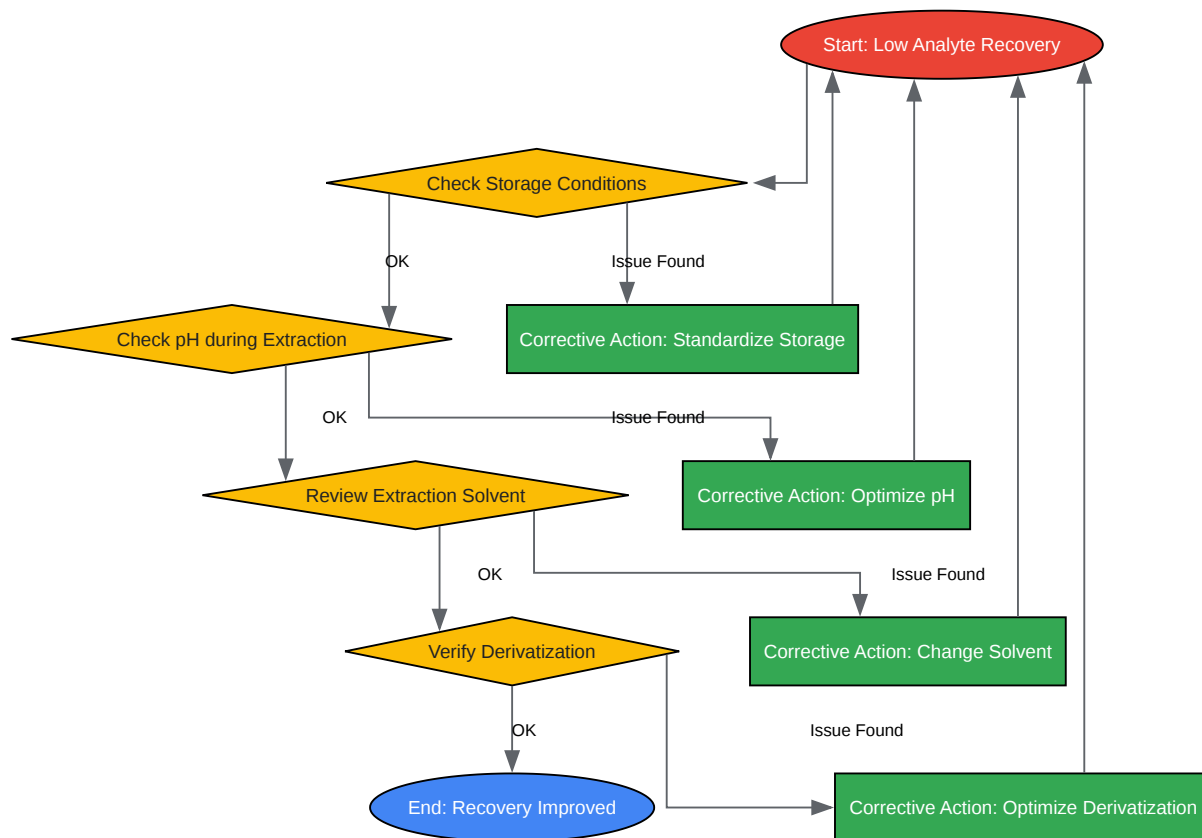 Start: Low Analyte Recovery
Check Storage Conditions
OK
Issue Found
Check pH during Extraction
Corrective Action: Standardize Storage
OK
Issue Found
Review Extraction Solvent
Corrective Action: Optimize pH
OK
Issue Found
Verify Derivatization
Corrective Action: Change Solvent
OK
Issue Found
End: Recovery Improved
Corrective Action: Optimize Derivatization